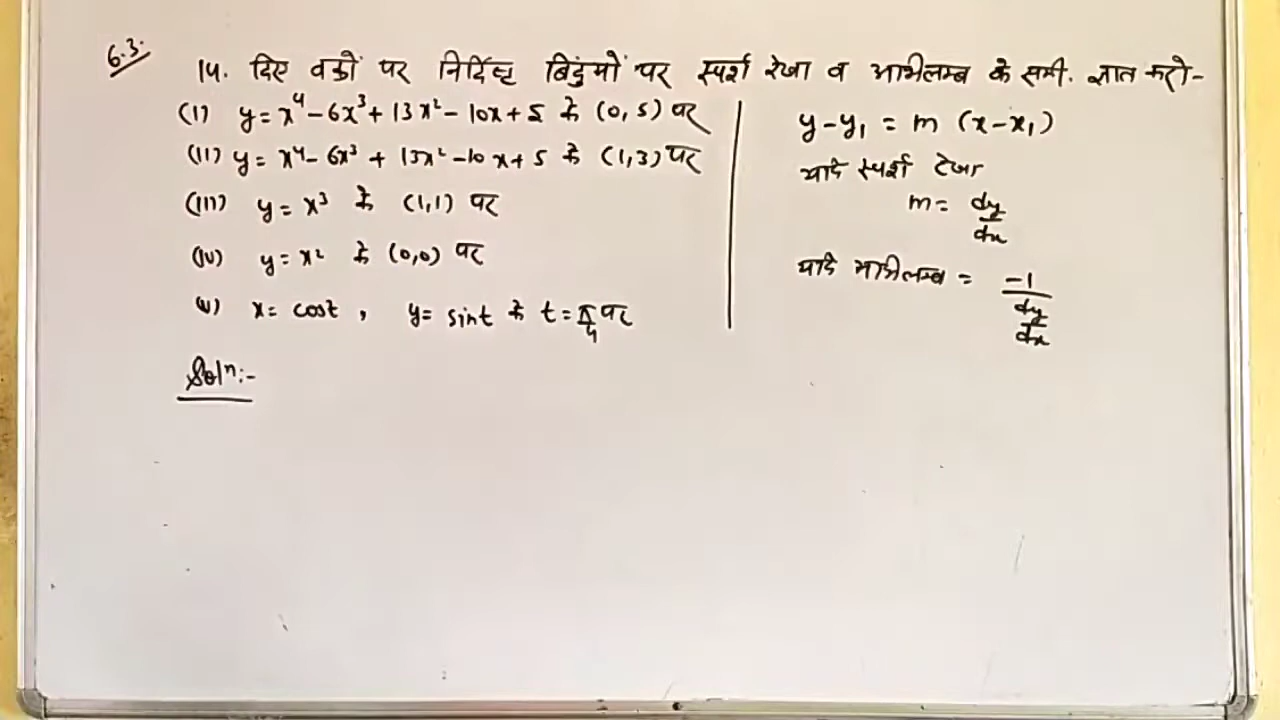 6.3.
14. दिए वक्रों पर निर्दिष्ट बिंदुयों पर स्पर्श रेखा व अभिलम्ब के समी. ज्ञात करो-
(I) y = x⁴ - 6x³ + 13x² - 10x + 5 के (0,5) पर
(II) y = x⁴ - 6x³ + 13x² - 10x + 5 के (1,3) पर
(III) y = x³ के (1,1) पर
(IV) y = x² के (0,0) पर
(V) x = cost , y = sint के t = π/4 पर
Solⁿ:-
y - y₁ = m (x - x₁)
यदि स्पर्श रेखा
m = dy/dx
यदि अभिलम्ब = -1/(dy/dx)